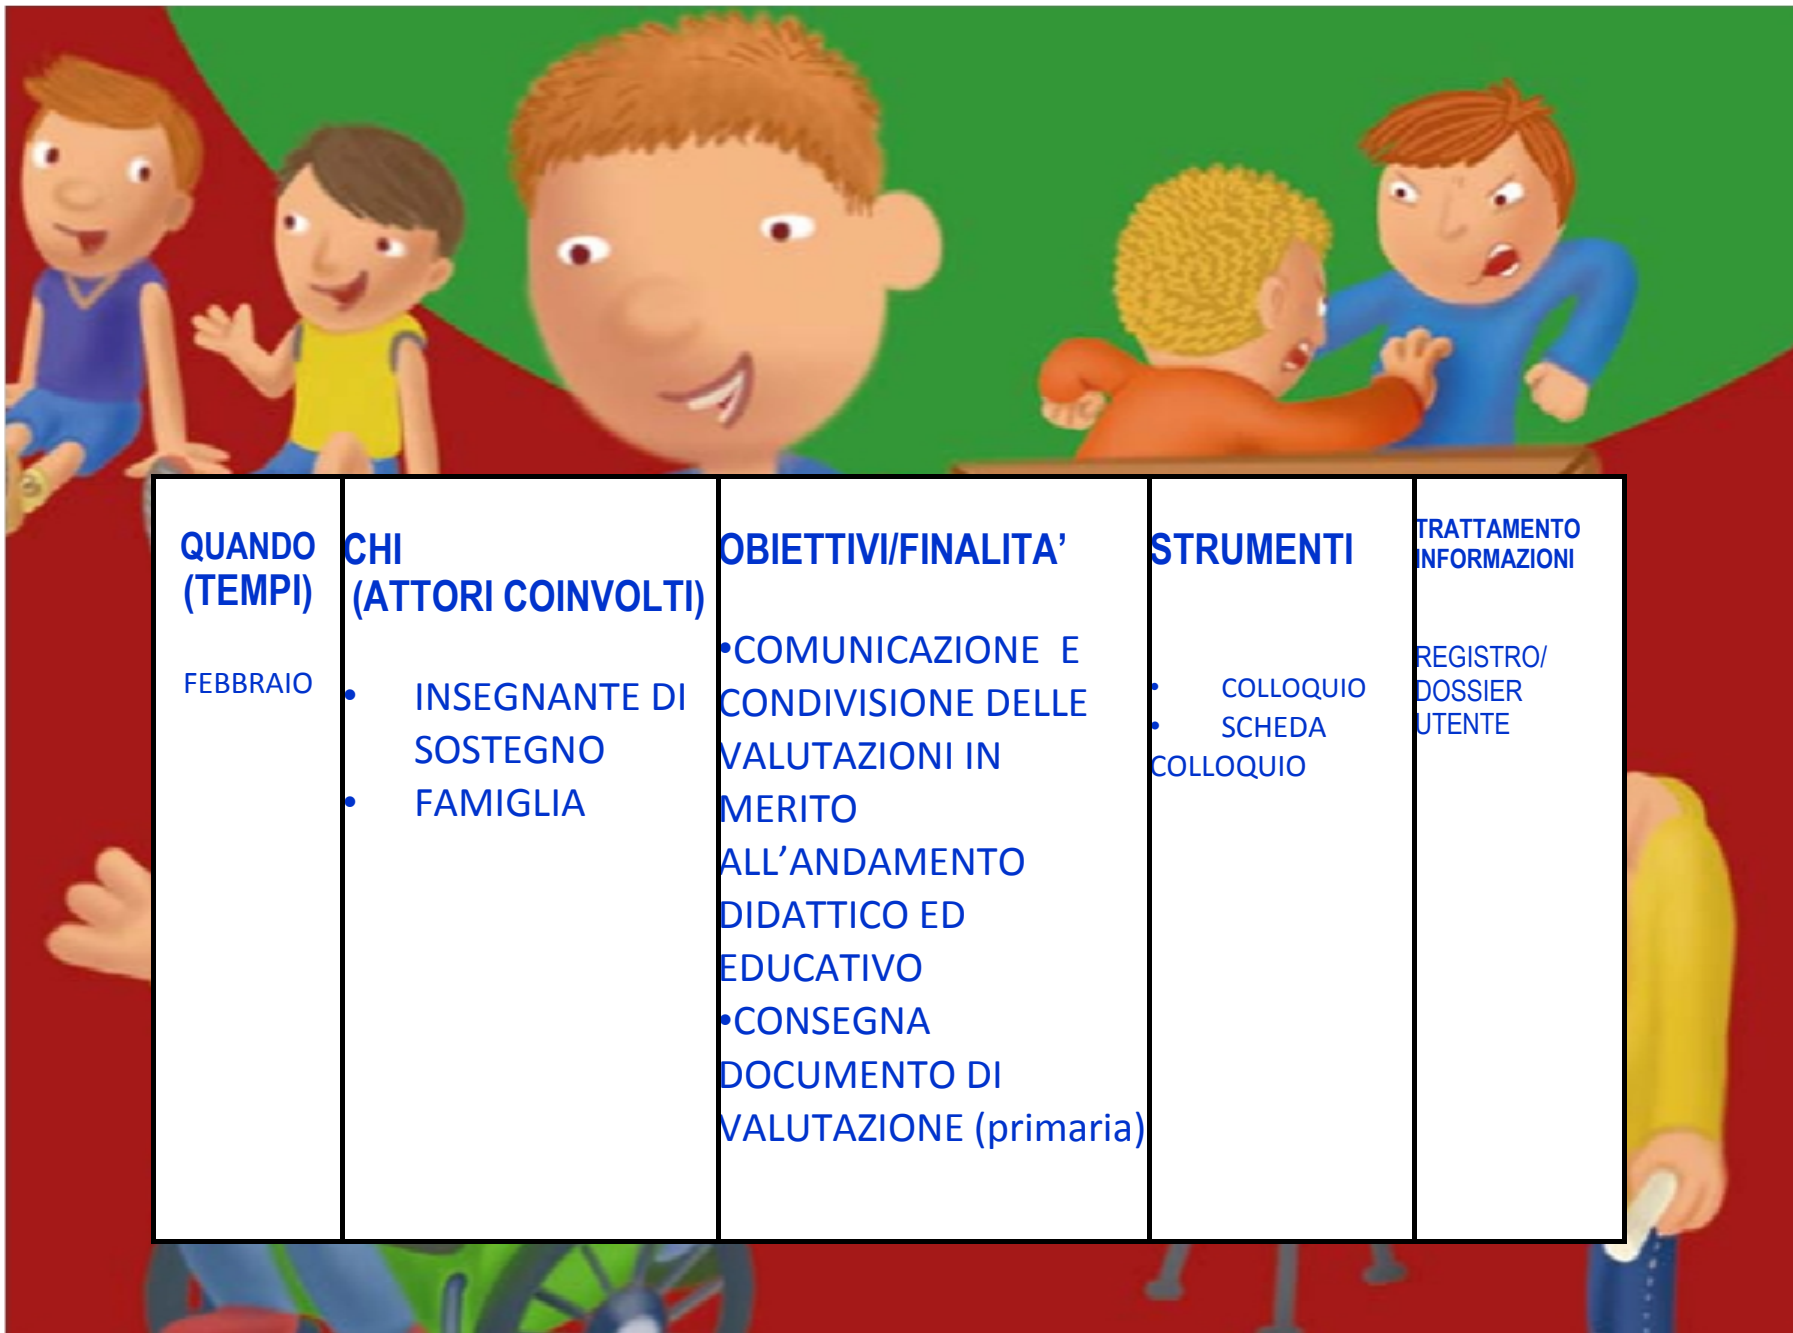 QUANDO
(TEMPI)
FEBBRAIO
CHI
(ATTORI COINVOLTI)
• INSEGNANTE DI
SOSTEGNO
• FAMIGLIA
OBIETTIVI/FINALITA’
•COMUNICAZIONE E
CONDIVISIONE DELLE
VALUTAZIONI IN
MERITO
ALL’ANDAMENTO
DIDATTICO ED
EDUCATIVO
•CONSEGNA
DOCUMENTO DI
VALUTAZIONE (primaria)
STRUMENTI
• COLLOQUIO
• SCHEDA
COLLOQUIO
TRATTAMENTO
INFORMAZIONI
REGISTRO/
DOSSIER
UTENTE